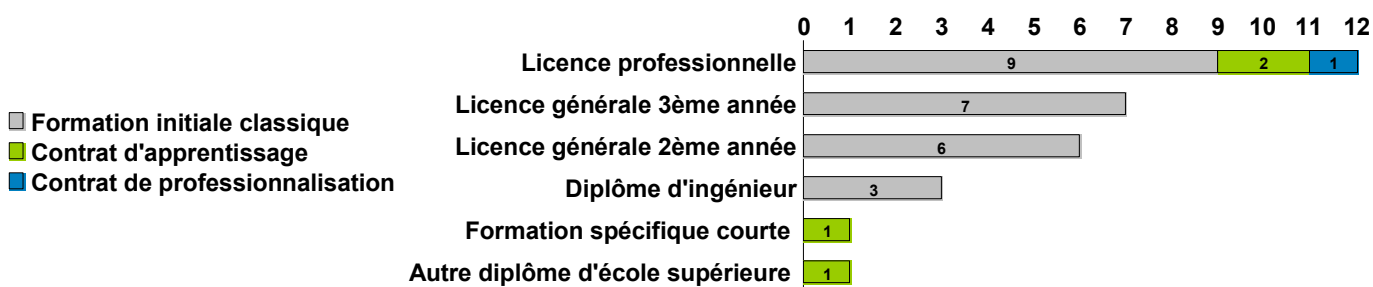 0 1 2 3 4 5 6 7 8 9 10 11 12
Licence professionnelle 9 2 1
Licence générale 3ème année 7
Licence générale 2ème année 6
Diplôme d'ingénieur 3
Formation spécifique courte 1
Autre diplôme d'école supérieure 1
Formation initiale classique
Contrat d'apprentissage
Contrat de professionnalisation